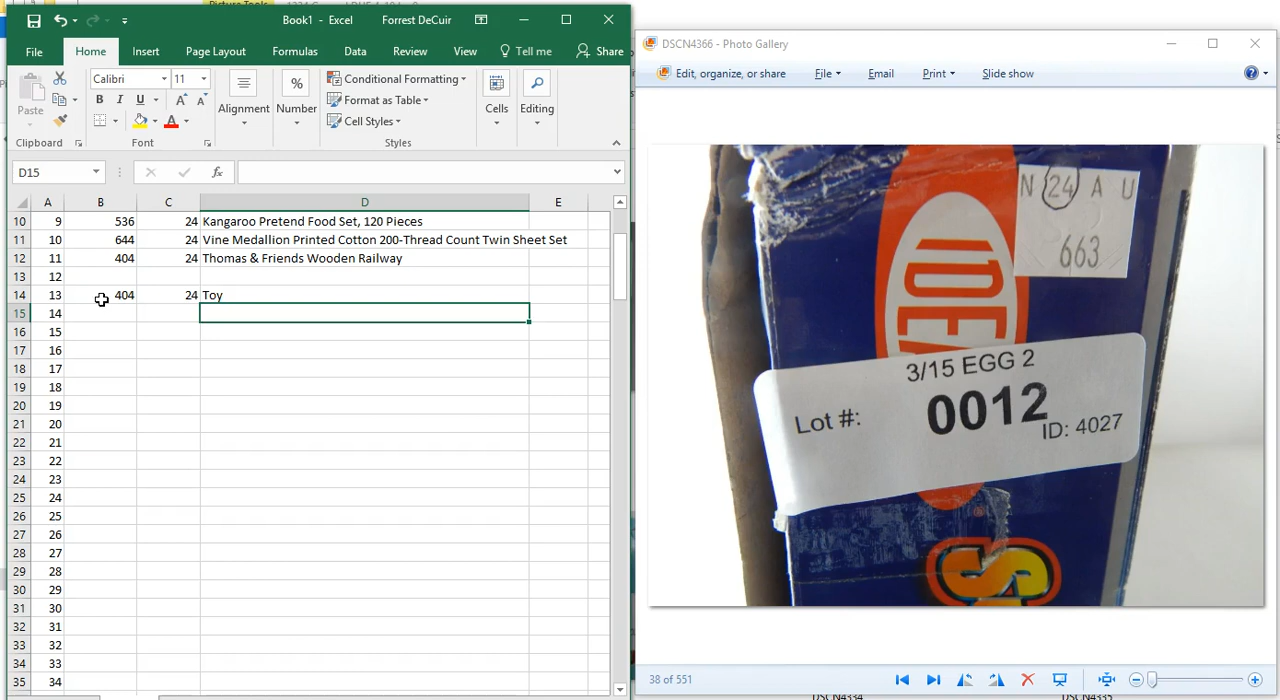 Picture Tools
Book1 - Excel
Forrest DeCuir
File
Home
Insert
Page Layout
Formulas
Data
Review
View
Tell me
Share
Paste
Calibri
11
B I U A A
Alignment
%
Number
Conditional Formatting
Format as Table
Cell Styles
Cells
Editing
Clipboard
Font
Styles
D15
fx
A B C D E
10 9 536 24 Kangaroo Pretend Food Set, 120 Pieces
11 10 644 24 Vine Medallion Printed Cotton 200-Thread Count Twin Sheet Set
12 11 404 24 Thomas & Friends Wooden Railway
13 12
14 13 404 24 Toy
15 14
16 15
17 16
18 17
19 18
20 19
21 20
22 21
23 22
24 23
25 24
26 25
27 26
28 27
29 28
30 29
31 30
32 31
33 32
34 33
35 34
DSCN4366 - Photo Gallery
Edit, organize, or share
File
Email
Print
Slide show
N 24 A U
663
IDEA
3/15 EGG 2
Lot #: 0012
ID: 4027
S
38 of 551
DSCN4334
DSCN4335